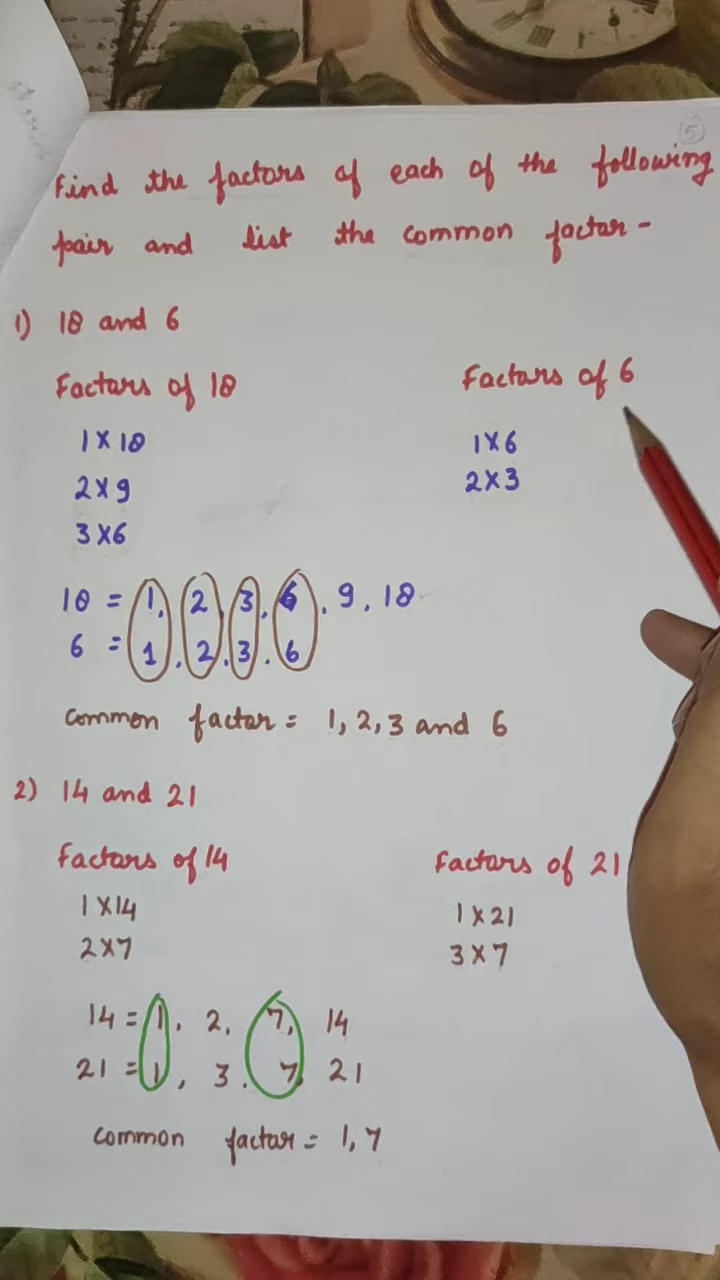 5
Find the factors of each of the following
pair and list the common factor -
1) 18 and 6
Factors of 18
1 X 18
2 X 9
3 X 6
Factors of 6
1 X 6
2 X 3
18 = 1, 2, 3, 6, 9, 18
6 = 1, 2, 3, 6
common factor = 1, 2, 3 and 6
2) 14 and 21
Factors of 14
1 X 14
2 X 7
Factors of 21
1 X 21
3 X 7
14 = 1, 2, 7, 14
21 = 1, 3, 7, 21
common factor = 1, 7